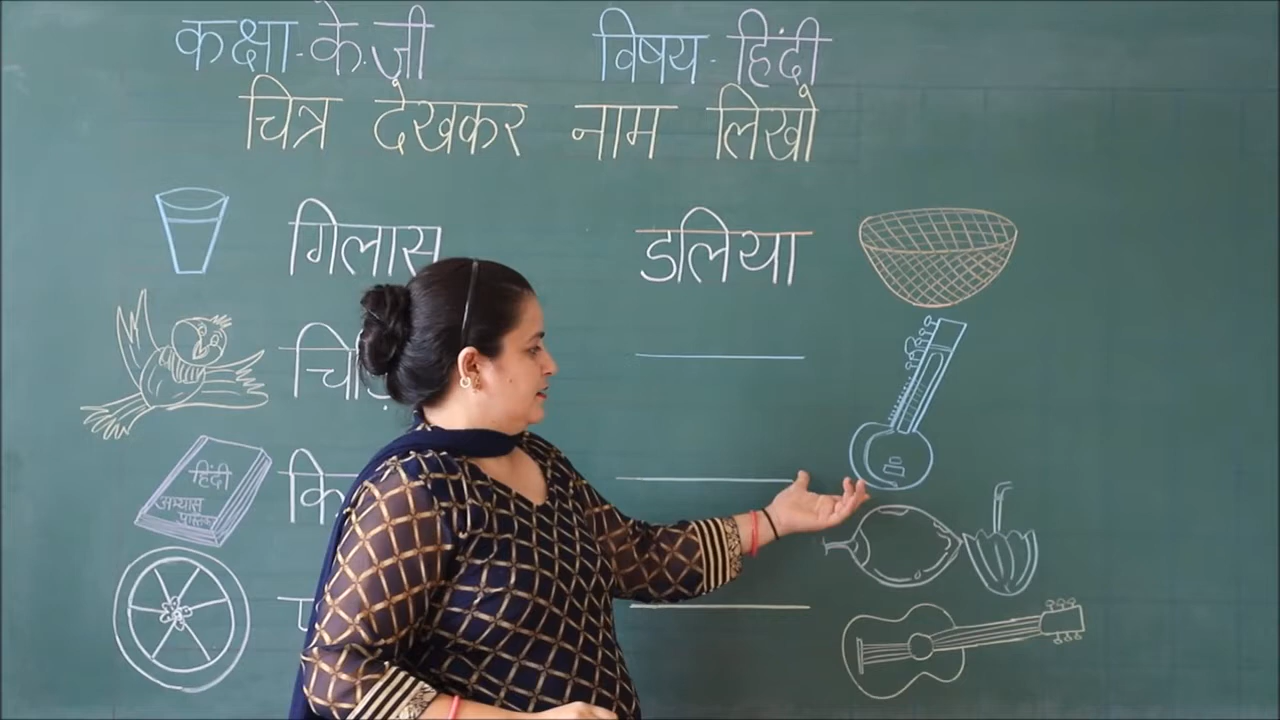 कक्षा-के.जी विषय-हिंदी
चित्र देखकर नाम लिखो
गिलास डलिया
हिंदी
अभ्यास
पुस्तिका